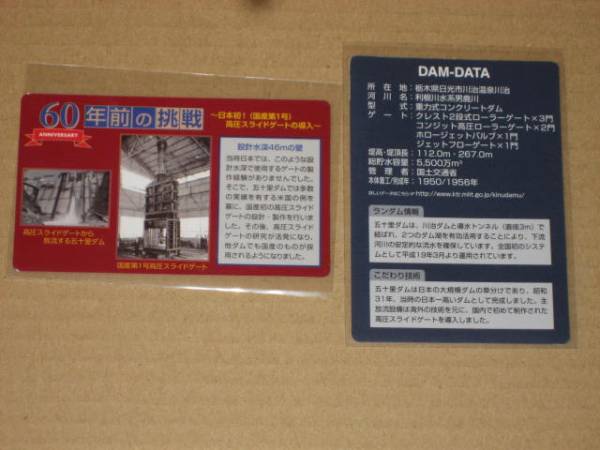 60年前の挑戦
ANNIVERSARY
～日本初！（国産第1号）
高圧スライドゲートの導入～
設計水深46mの壁
当時日本では、このような設
計水深で使用するゲートの製
作経験がありませんでした。
そこで、五十里ダムでは多数
の実績を有する米国の例を
基に、国産初の高圧スライド
ゲートの設計・製作を行いま
した。その後、高圧スライド
ゲートの研究が活発になり、
他ダムでも国産のものが採
用されるようになりました。
高圧スライドゲートから
放流する五十里ダム
国産第1号高圧スライドゲート
DAM-DATA
所在地：栃木県日光市川治温泉川治
河川名：利根川水系男鹿川
型式：重力式コンクリートダム
ゲート：クレスト2段式ローラーゲート×3門
コンジット高圧ローラーゲート×2門
ホロージェットバルブ×1門
ジェットフローゲート×1門
堤高・堤頂長：112.0m・267.0m
総貯水容量：5,500万m³
管理者：国土交通省
本体着工/完成年：1950/1956年
詳しいデータはこちら！http://www.ktr.mlit.go.jp/kinudamu/
ランダム情報
五十里ダムは、川治ダムと導水トンネル（直径3m）で
結ばれ、2つのダム湖を有効活用することにより、下流
河川の安定的な流水を確保しています。全国初のシステム
として平成19年3月より運用されています。
こだわり技術
五十里ダムは日本の大規模ダムの草分けであり、昭和
31年、当時の日本一高いダムとして完成しました。主
放流設備は海外の技術を元に、国内で初めて制作された
高圧スライドゲートを導入しました。